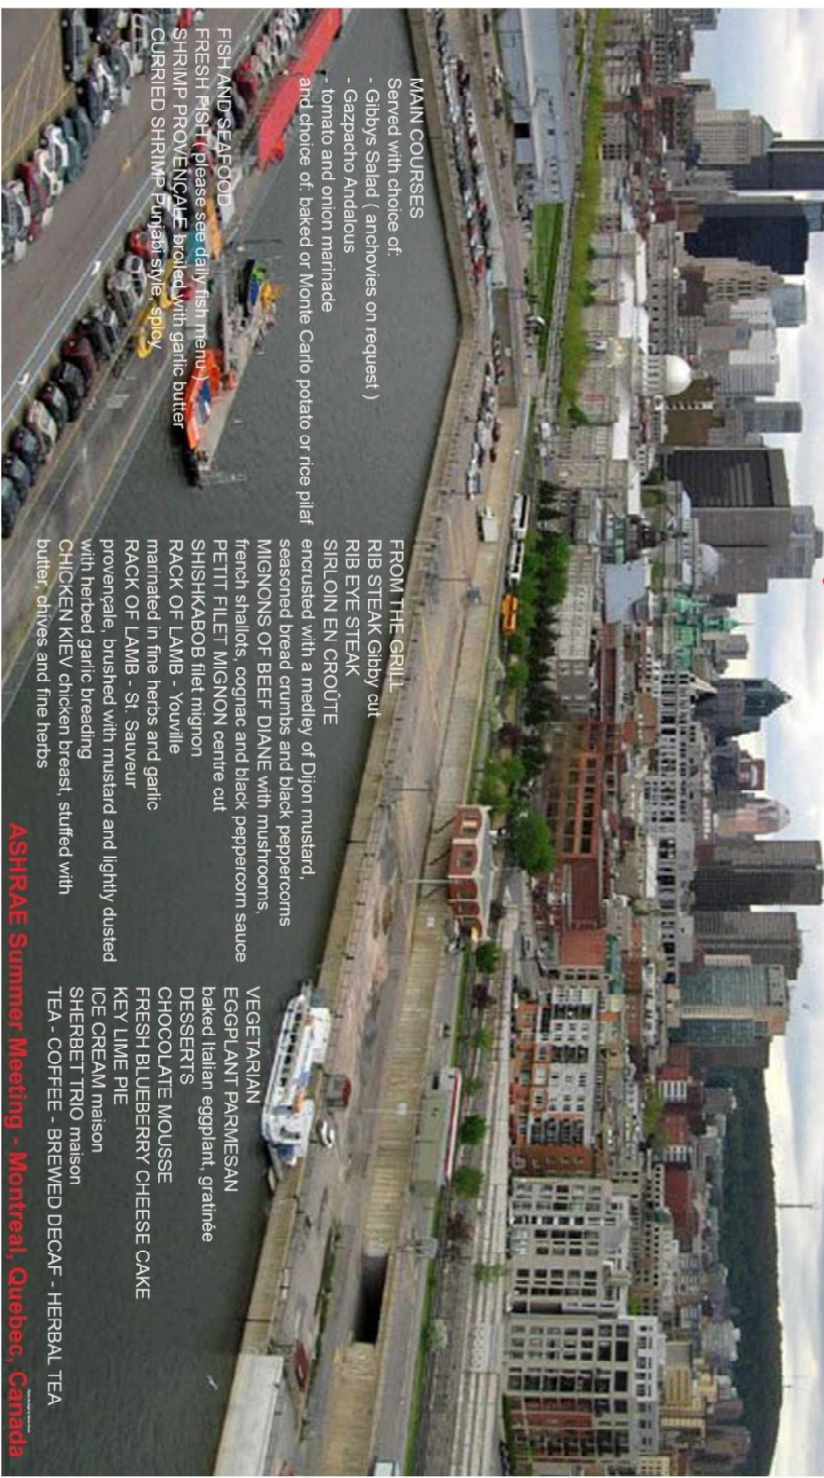 MAIN COURSES
Served with choice of:
- Gibbys Salad ( anchovies on request )
- Gazpacho Andalous
- tomato and onion marinade
and choice of: baked or Monte Carlo potato or rice pilaf
FISH AND SEAFOOD
FRESH FISH ( please see daily fish menu )
SHRIMP PROVENÇALE broiled with garlic butter
CURRIED SHRIMP Punjabi style, spicy
FROM THE GRILL
RIB STEAK Gibby cut
RIB EYE STEAK
SIRLOIN EN CROÛTE
encrusted with a medley of Dijon mustard,
seasoned bread crumbs and black peppercorns
MIGNONS OF BEEF DIANE with mushrooms,
french shallots, cognac and black peppercorn sauce
PETIT FILET MIGNON centre cut
SHISHKABOB filet mignon
RACK OF LAMB - Youville
marinated in fine herbs and garlic
RACK OF LAMB - St. Sauveur
provençale, brushed with mustard and lightly dusted
with herbed garlic breading
CHICKEN KIEV chicken breast, stuffed with
butter, chives and fine herbs
VEGETARIAN
EGGPLANT PARMESAN
baked Italian eggplant, gratinée
DESSERTS
CHOCOLATE MOUSSE
FRESH BLUEBERRY CHEESE CAKE
KEY LIME PIE
ICE CREAM maison
SHERBET TRIO maison
TEA - COFFEE - BREWED DECAF - HERBAL TEA
ASHRAE Summer Meeting - Montreal, Quebec, Canada